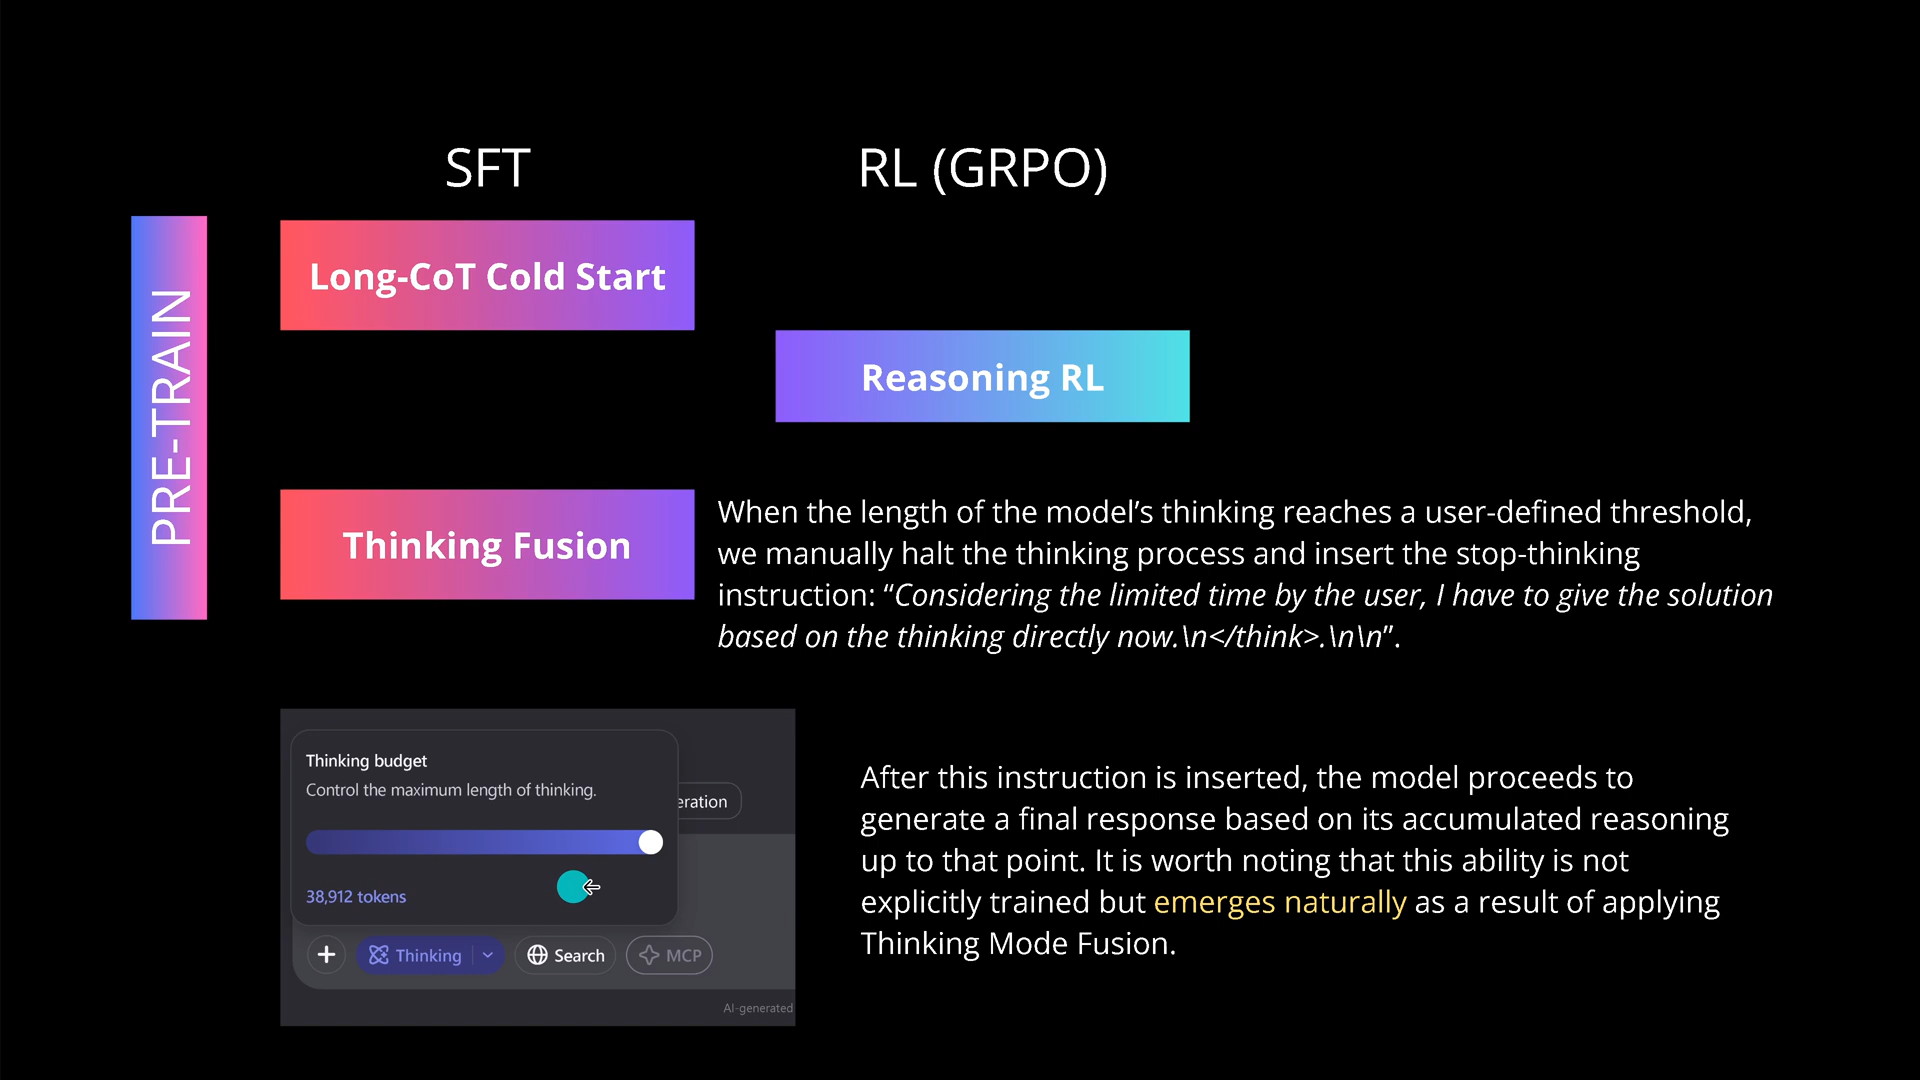 SFT
RL (GRPO)
PRE-TRAIN
Long-CoT Cold Start
Reasoning RL
Thinking Fusion
When the length of the model’s thinking reaches a user-defined threshold,
we manually halt the thinking process and insert the stop-thinking
instruction: “Considering the limited time by the user, I have to give the solution
based on the thinking directly now.\n</think>.\n\n”.
Thinking budget
Control the maximum length of thinking.
eration
38,912 tokens
Thinking
Search
MCP
AI-generated
After this instruction is inserted, the model proceeds to
generate a final response based on its accumulated reasoning
up to that point. It is worth noting that this ability is not
explicitly trained but emerges naturally as a result of applying
Thinking Mode Fusion.